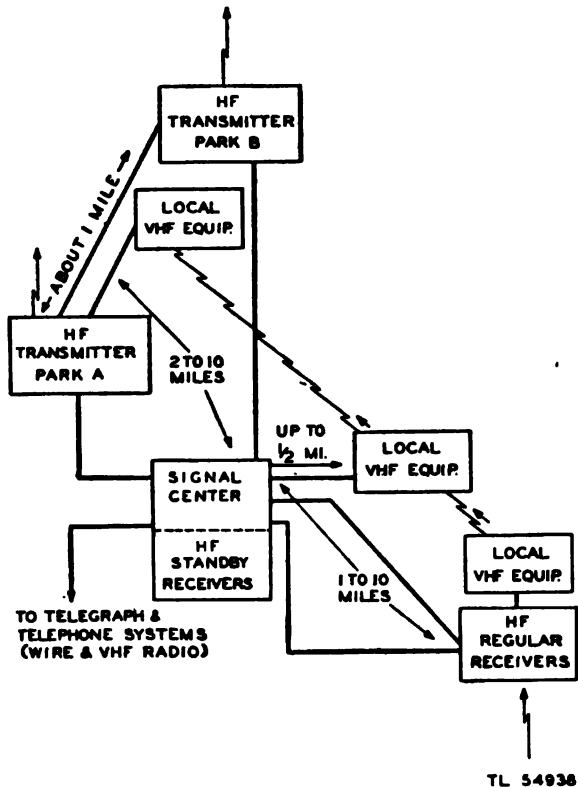 HF
TRANSMITTER
PARK B
ABOUT 1 MILE
LOCAL
VHF EQUIP.
HF
TRANSMITTER
PARK A
2 TO 10
MILES
UP TO
1/2 MI.
LOCAL
VHF EQUIP.
SIGNAL
CENTER
HF
STANDBY
RECEIVERS
1 TO 10
MILES
LOCAL
VHF EQUIP.
TO TELEGRAPH &
TELEPHONE SYSTEMS
(WIRE & VHF RADIO)
HF
REGULAR
RECEIVERS
TL 54938